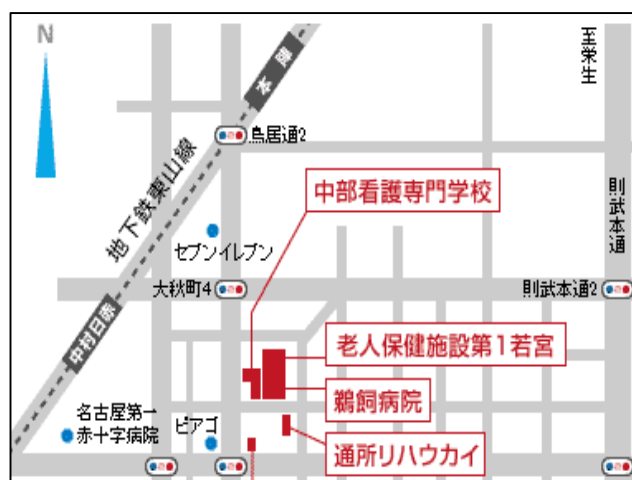 N
至栄生
本陣
鳥居通2
地下鉄東山線
中部看護専門学校
則武本通
セブンイレブン
大秋町4
則武本通2
中村日赤
老人保健施設第1若宮
鵜飼病院
名古屋第一
赤十字病院
ピアゴ
通所リハウカイ